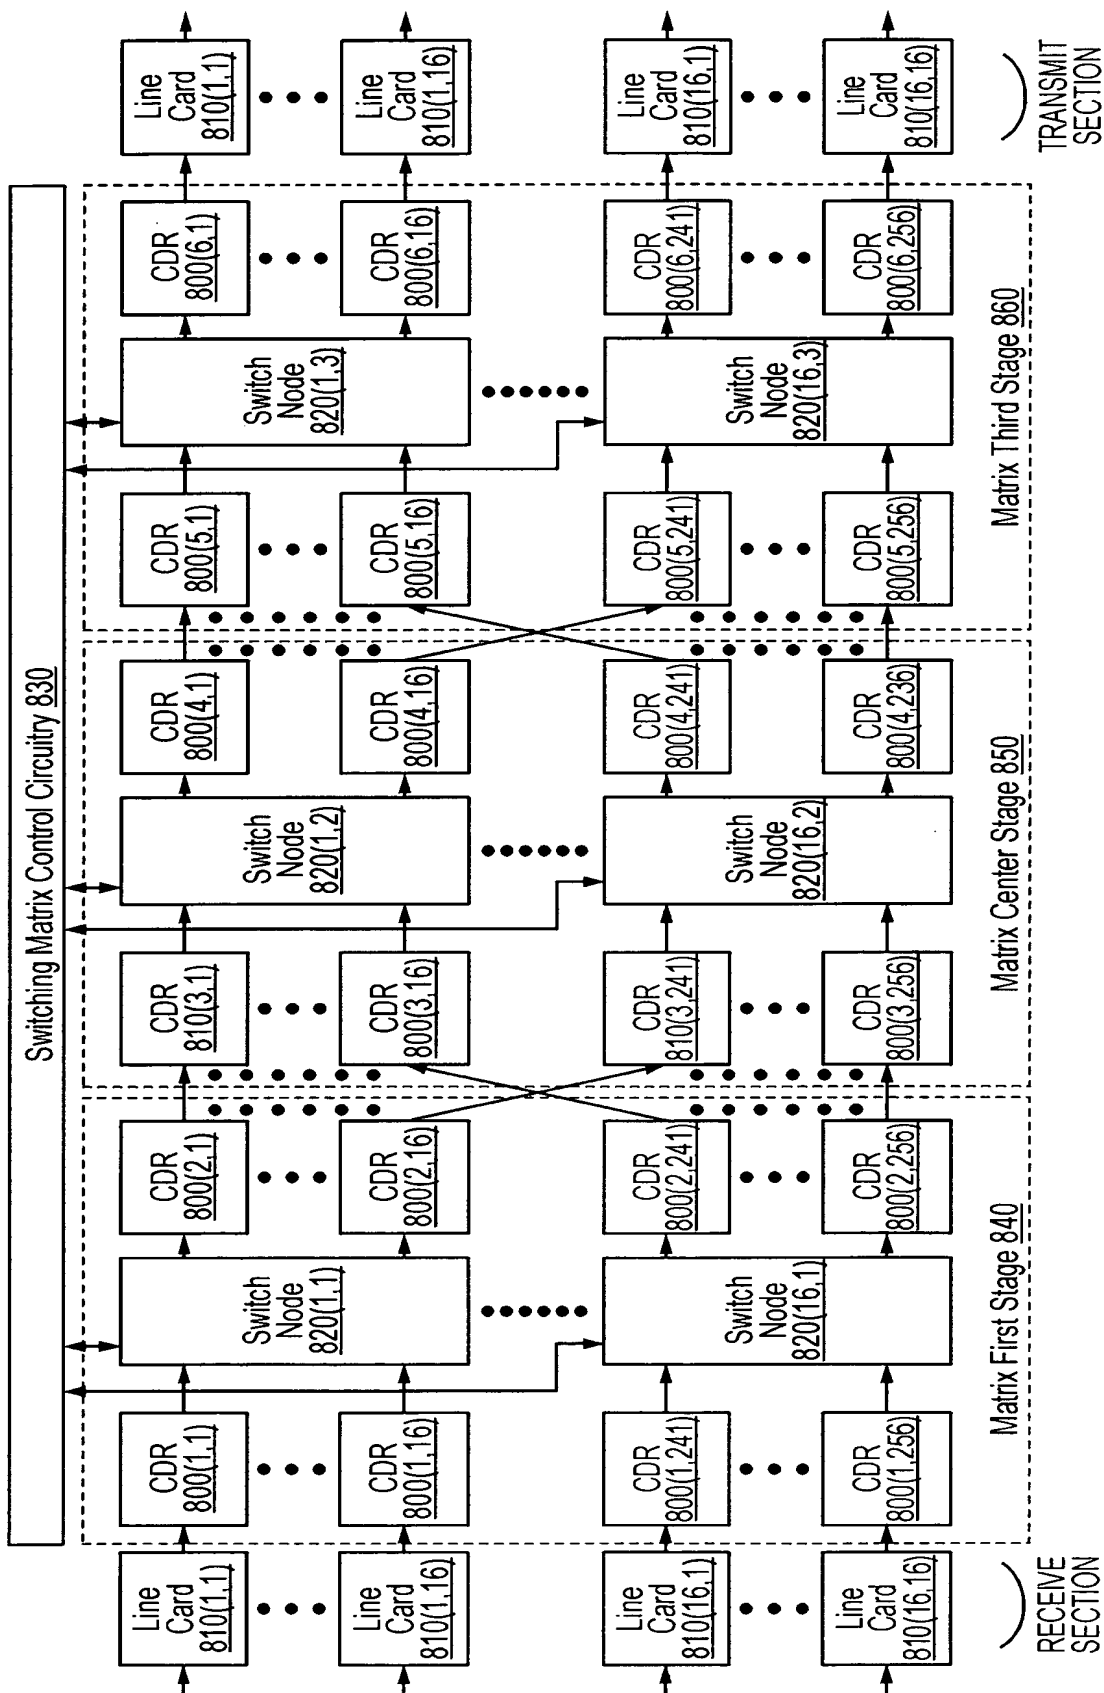 Switching Matrix Control Circuitry 830
Line
Card
810(1,1)
CDR
800(1,1)
Switch
Node
820(1,1)
CDR
800(2,1)
CDR
810(3,1)
Switch
Node
820(1,2)
CDR
800(4,1)
CDR
800(5,1)
Switch
Node
820(1,3)
CDR
800(6,1)
Line
Card
810(1,1)
Line
Card
810(1,16)
CDR
800(1,16)
CDR
800(2,16)
CDR
800(3,16)
CDR
800(4,16)
CDR
800(5,16)
CDR
800(6,16)
Line
Card
810(1,16)
Line
Card
810(16,1)
CDR
800(1,241)
Switch
Node
820(16,1)
CDR
800(2,241)
CDR
810(3,241)
Switch
Node
820(16,2)
CDR
800(4,241)
CDR
800(5,241)
Switch
Node
820(16,3)
CDR
800(6,241)
Line
Card
810(16,1)
Line
Card
810(16,16)
CDR
800(1,256)
CDR
800(2,256)
CDR
800(3,256)
CDR
800(4,236)
CDR
800(5,256)
CDR
800(6,256)
Line
Card
810(16,16)
Matrix First Stage 840
Matrix Center Stage 850
Matrix Third Stage 860
RECEIVE
SECTION
TRANSMIT
SECTION